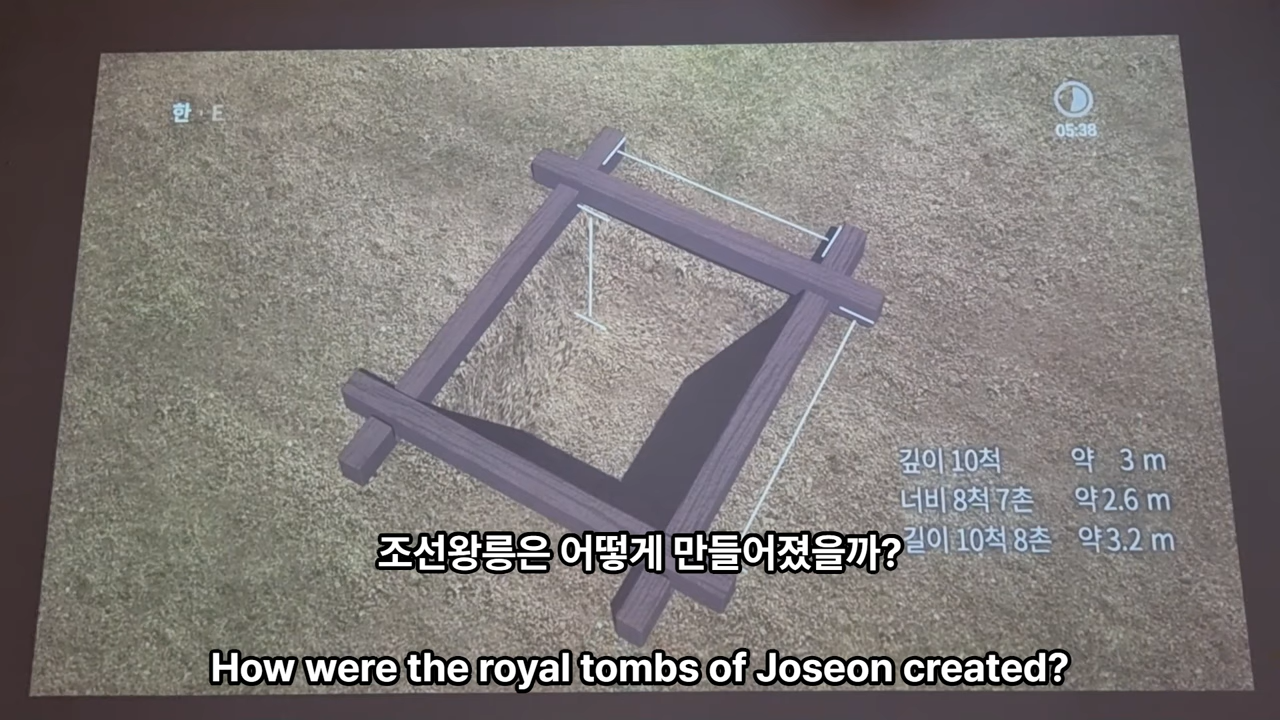 한 · E
05:38
깊이 10척 약 3 m
너비 8척 7촌 약 2.6 m
길이 10척 8촌 약 3.2 m
조선왕릉은 어떻게 만들어졌을까?
How were the royal tombs of Joseon created?